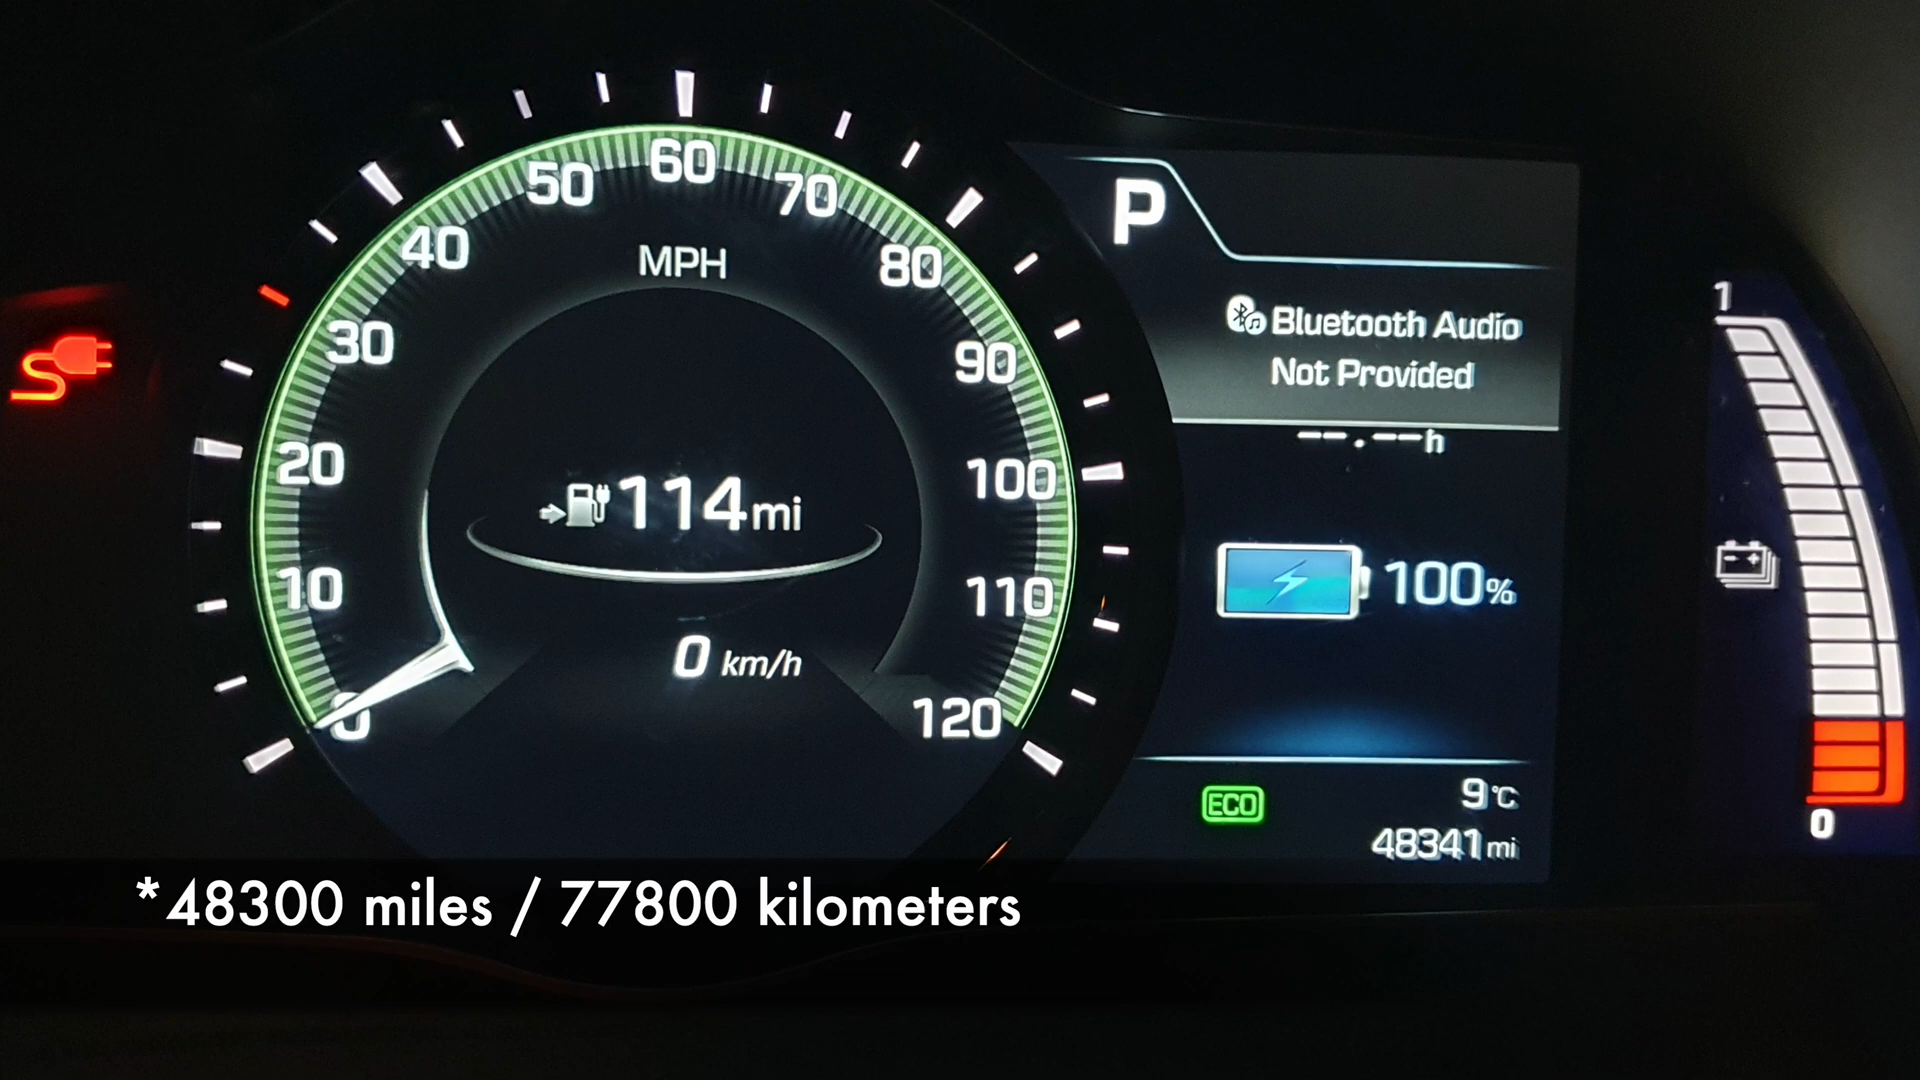 60
50
70
40
80
MPH
30
90
20
100
114mi
10
110
0 km/h
0
120
P
Bluetooth Audio
Not Provided
--.--h
100%
ECO
9°C
48341mi
1
- +
0
*48300 miles / 77800 kilometers